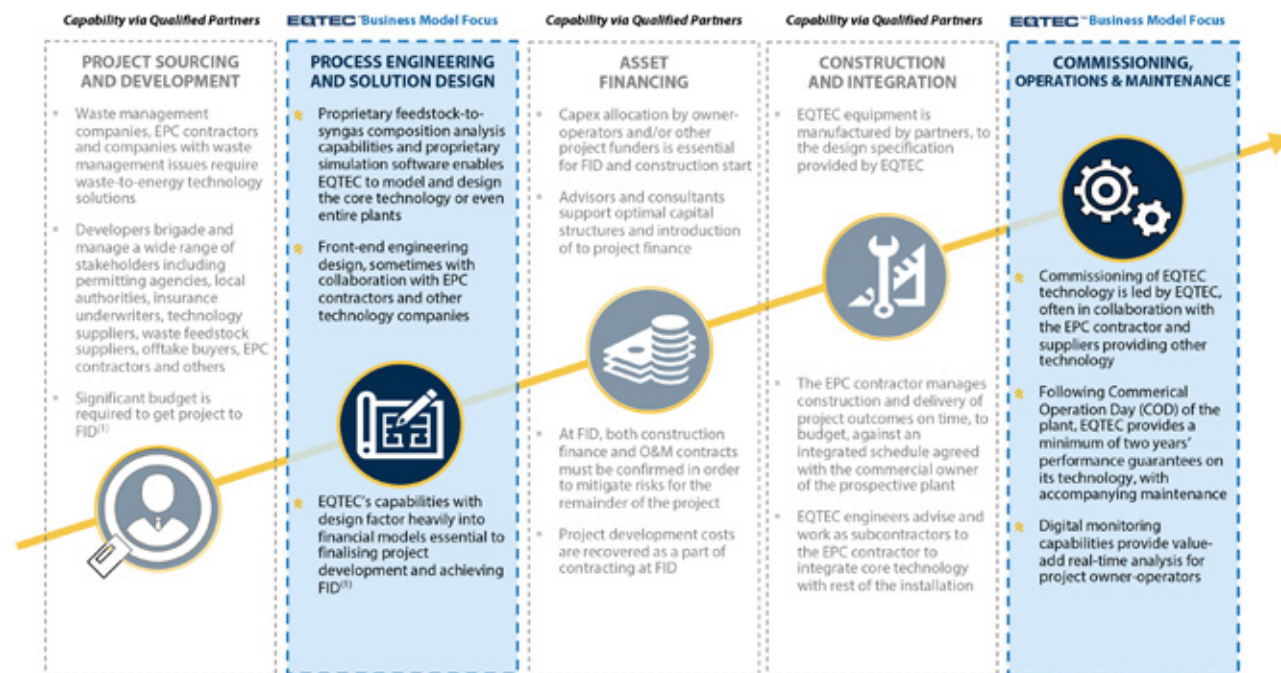 Capability via Qualified Partners
EQTEC™ Business Model Focus
Capability via Qualified Partners
Capability via Qualified Partners
EQTEC™ Business Model Focus
PROJECT SOURCING
AND DEVELOPMENT
Waste management
companies, EPC contractors
and companies with waste
management issues require
waste-to-energy technology
solutions
Developers brigade and
manage a wide range of
stakeholders including
permitting agencies, local
authorities, insurance
underwriters, technology
suppliers, waste feedstock
suppliers, offtake buyers, EPC
contractors and others
Significant budget is
required to get project to
FID(1)
PROCESS ENGINEERING
AND SOLUTION DESIGN
Proprietary feedstock-to-
syngas composition analysis
capabilities and proprietary
simulation software enables
EQTEC to model and design
the core technology or even
entire plants
Front-end engineering
design, sometimes with
collaboration with EPC
contractors and other
technology companies
EQTEC's capabilities with
design factor heavily into
financial models essential to
finalising project
development and achieving
FID(1)
ASSET
FINANCING
Capex allocation by owner-
operators and/or other
project funders is essential
for FID and construction start
Advisors and consultants
support optimal capital
structures and introduction
of to project finance
At FID, both construction
finance and O&M contracts
must be confirmed in order
to mitigate risks for the
remainder of the project
Project development costs
are recovered as a part of
contracting at FID
CONSTRUCTION
AND INTEGRATION
EQTEC equipment is
manufactured by partners, to
the design specification
provided by EQTEC
The EPC contractor manages
construction and delivery of
project outcomes on time, to
budget, against an
integrated schedule agreed
with the commercial owner
of the prospective plant
EQTEC engineers advise and
work as subcontractors to
the EPC contractor to
integrate core technology
with rest of the installation
COMMISSIONING,
OPERATIONS & MAINTENANCE
Commissioning of EQTEC
technology is led by EQTEC,
often in collaboration with
the EPC contractor and
suppliers providing other
technology
Following Commerical
Operation Day (COD) of the
plant, EQTEC provides a
minimum of two years'
performance guarantees on
its technology, with
accompanying maintenance
Digital monitoring
capabilities provide value-
add real-time analysis for
project owner-operators